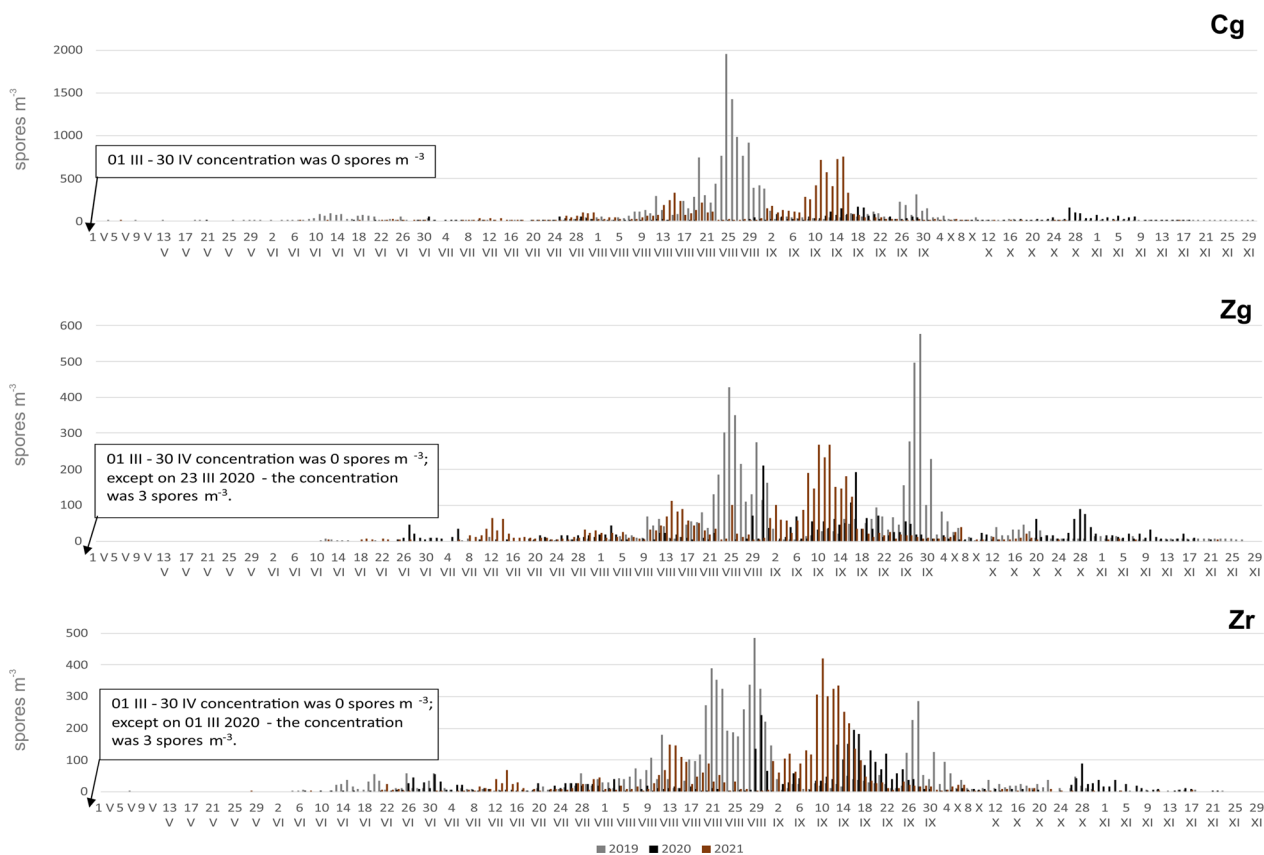 Cg
2000
1500
1000
500
0
spores m⁻³
01 III - 30 IV concentration was 0 spores m ⁻³
1 V 5 V 9 V 13 17 21 25 29 2 6 10 14 18 22 26 30 4 8 12 16 20 24 28 1 5 9 13 17 21 25 29 2 6 10 14 18 22 26 30 4 X 8 X 12 16 20 24 28 1 5 9 13 17 21 25 29
V V V V V VI VI VI VI VI VI VI VI VII VII VII VII VII VII VII VIII VIII VIII VIII VIII VIII VIII VIII IX IX IX IX IX IX IX IX X X X X X XI XI XI XI XI XI XI XI
Zg
600
500
400
300
200
100
0
spores m⁻³
01 III - 30 IV concentration was 0 spores m ⁻³;
except on 23 III 2020 - the concentration
was 3 spores m⁻³.
1 V 5 V 9 V 13 17 21 25 29 2 6 10 14 18 22 26 30 4 8 12 16 20 24 28 1 5 9 13 17 21 25 29 2 6 10 14 18 22 26 30 4 X 8 X 12 16 20 24 28 1 5 9 13 17 21 25 29
V V V V V VI VI VI VI VI VI VI VI VII VII VII VII VII VII VII VIII VIII VIII VIII VIII VIII VIII VIII IX IX IX IX IX IX IX IX X X X X X XI XI XI XI XI XI XI XI
Zr
500
400
300
200
100
0
spores m⁻³
01 III - 30 IV concentration was 0 spores m ⁻³;
except on 01 III 2020 - the concentration
was 3 spores m⁻³.
1 V 5 V 9 V 13 17 21 25 29 2 6 10 14 18 22 26 30 4 8 12 16 20 24 28 1 5 9 13 17 21 25 29 2 6 10 14 18 22 26 30 4 X 8 X 12 16 20 24 28 1 5 9 13 17 21 25 29
V V V V V VI VI VI VI VI VI VI VI VII VII VII VII VII VII VII VIII VIII VIII VIII VIII VIII VIII VIII IX IX IX IX IX IX IX IX X X X X X XI XI XI XI XI XI XI XI
2019 2020 2021